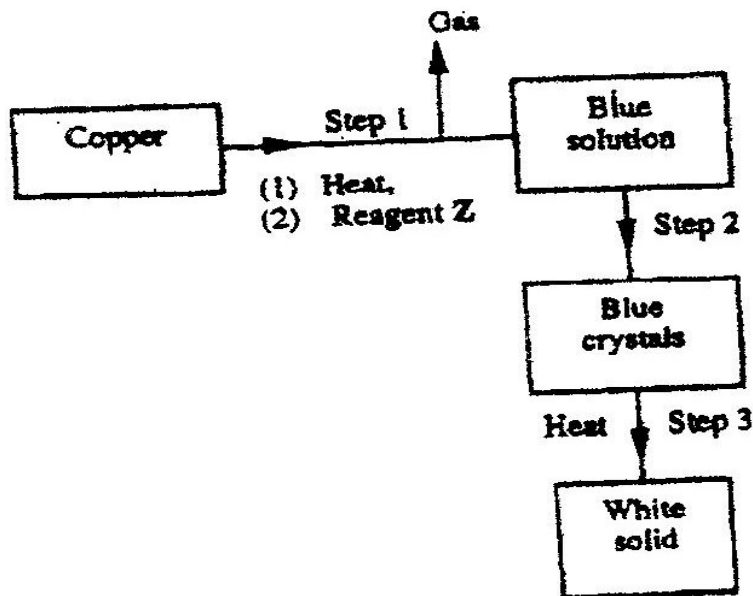 Gas
Copper
Step 1
(1) Heat,
(2) Reagent Z
Blue
solution
Step 2
Blue
crystals
Heat
Step 3
White
solid